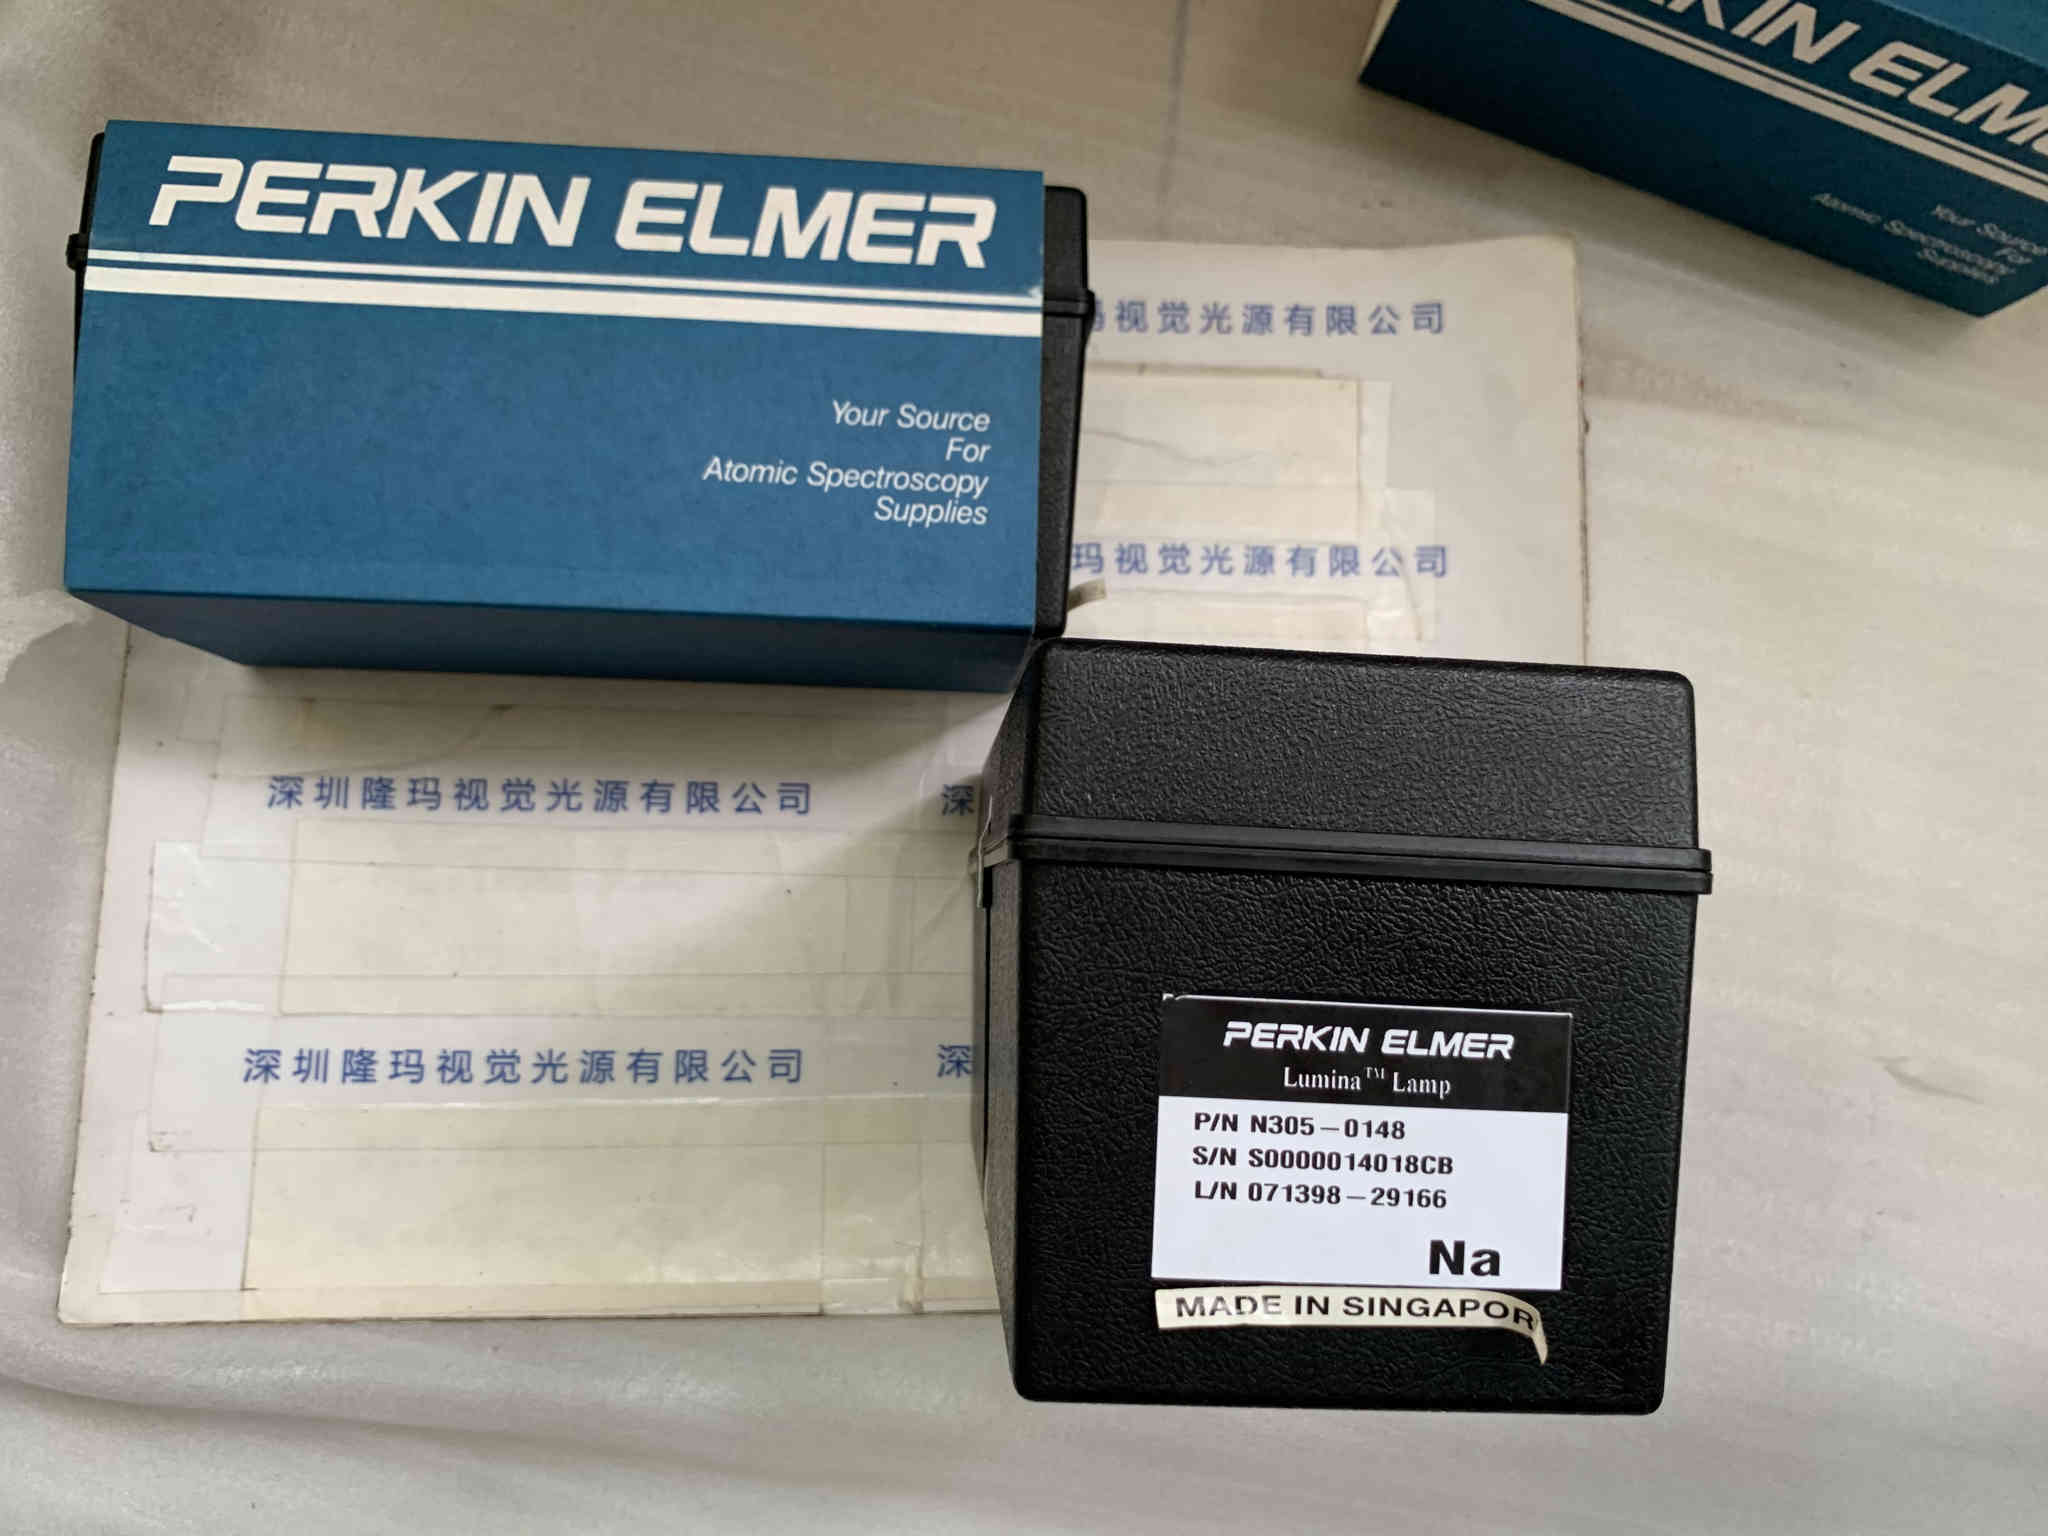 PERKIN ELMER
Your Source
For
Atomic Spectroscopy
Supplies
KIN ELM
Your Source
For
Atomic Spectroscopy
Supplies
玛视觉光源有限公司
玛视觉光源有限公司
深圳隆玛视觉光源有限公司
深
深圳隆玛视觉光源有限公司
深
PERKIN ELMER
Lumina™ Lamp
P/N N305-0148
S/N S0000014018CB
L/N 071398-29166
Na
MADE IN SINGAPOR